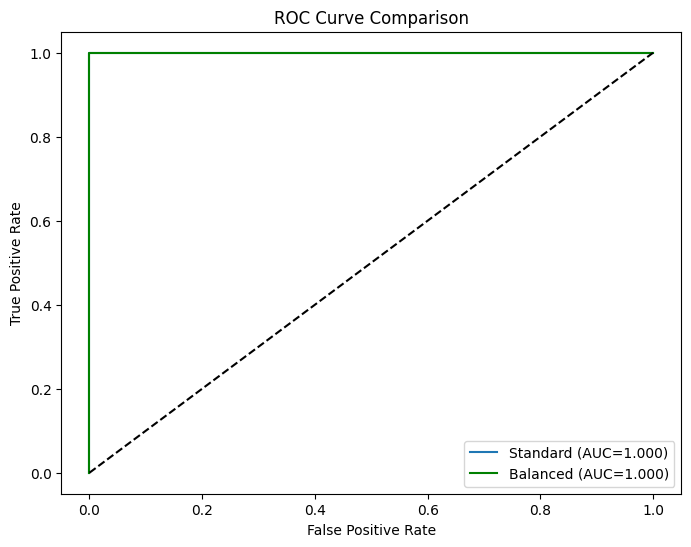 ROC Curve Comparison
True Positive Rate
1.0
0.8
0.6
0.4
0.2
0.0
Standard (AUC=1.000)
Balanced (AUC=1.000)
0.0 0.2 0.4 0.6 0.8 1.0
False Positive Rate